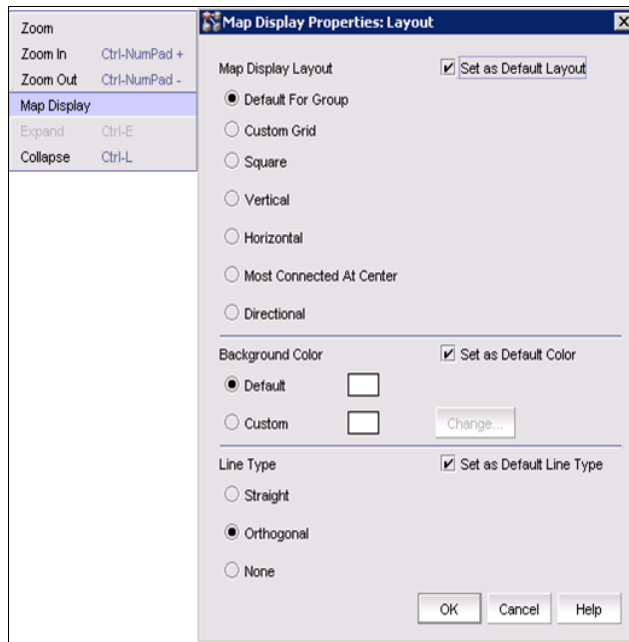 Zoom
Zoom In Ctrl-NumPad +
Zoom Out Ctrl-NumPad -
Map Display
Expand Ctrl-E
Collapse Ctrl-L
Map Display Properties: Layout
Map Display Layout Set as Default Layout
Default For Group
Custom Grid
Square
Vertical
Horizontal
Most Connected At Center
Directional
Background Color Set as Default Color
Default
Custom Change...
Line Type Set as Default Line Type
Straight
Orthogonal
None
OK Cancel Help